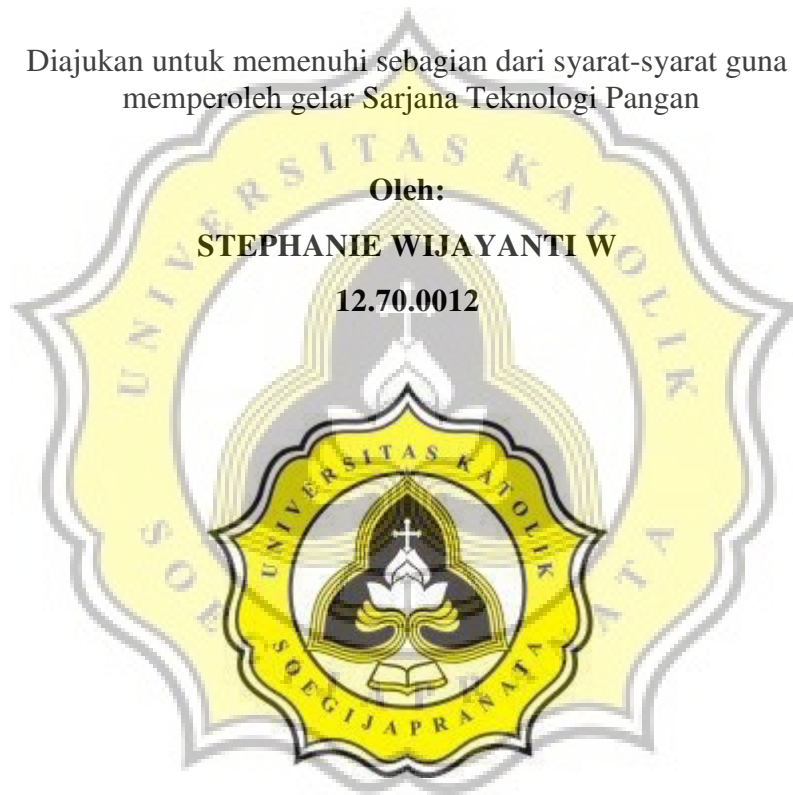 Diajukan untuk memenuhi sebagian dari syarat-syarat guna
memperoleh gelar Sarjana Teknologi Pangan
Oleh:
STEPHANIE WIJAYANTI W
12.70.0012
UNIVERSITAS KATOLIK
SOEGIJAPRANATA